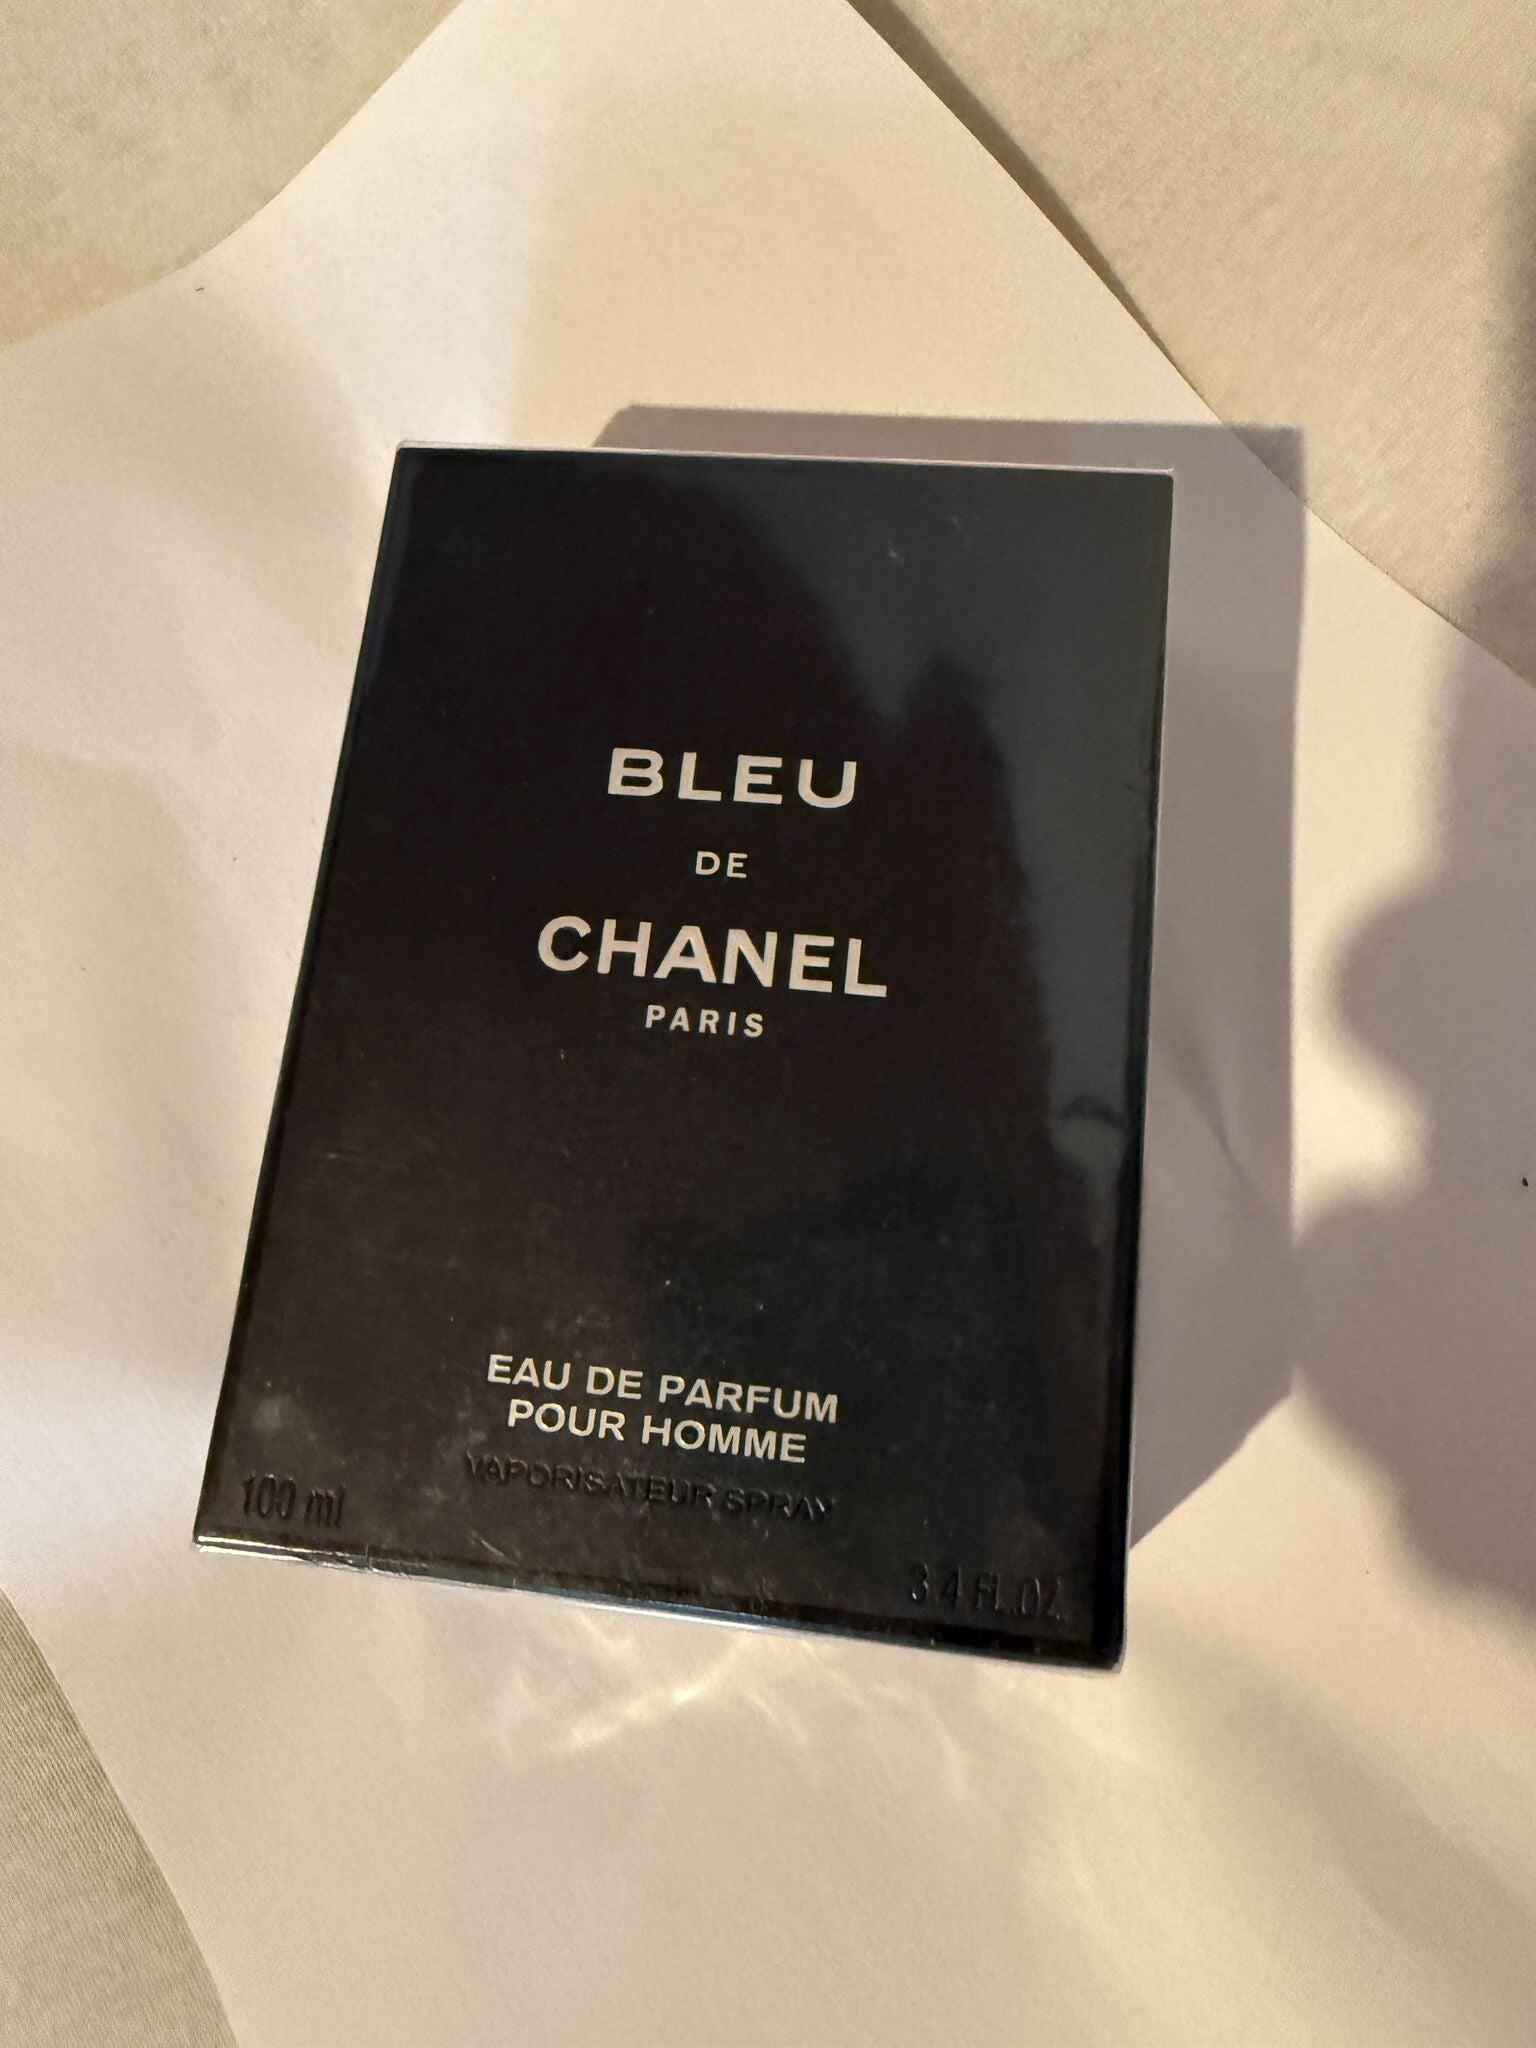 BLEU
DE
CHANEL
PARIS
EAU DE PARFUM
POUR HOMME
VAPORISATEUR SPRAY
100 ml
3.4 FL.OZ.